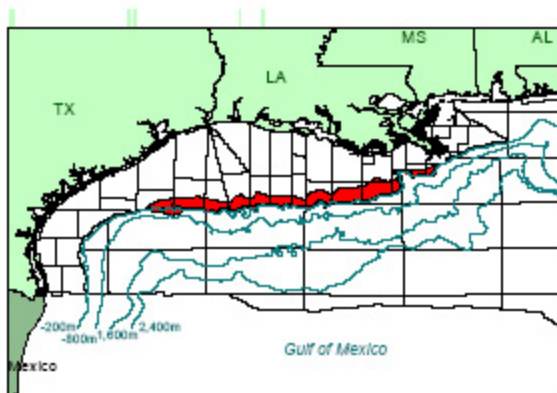 MS
AL
LA
TX
-200m
-800m
1,600m
2,400m
Gulf of Mexico
Mexico